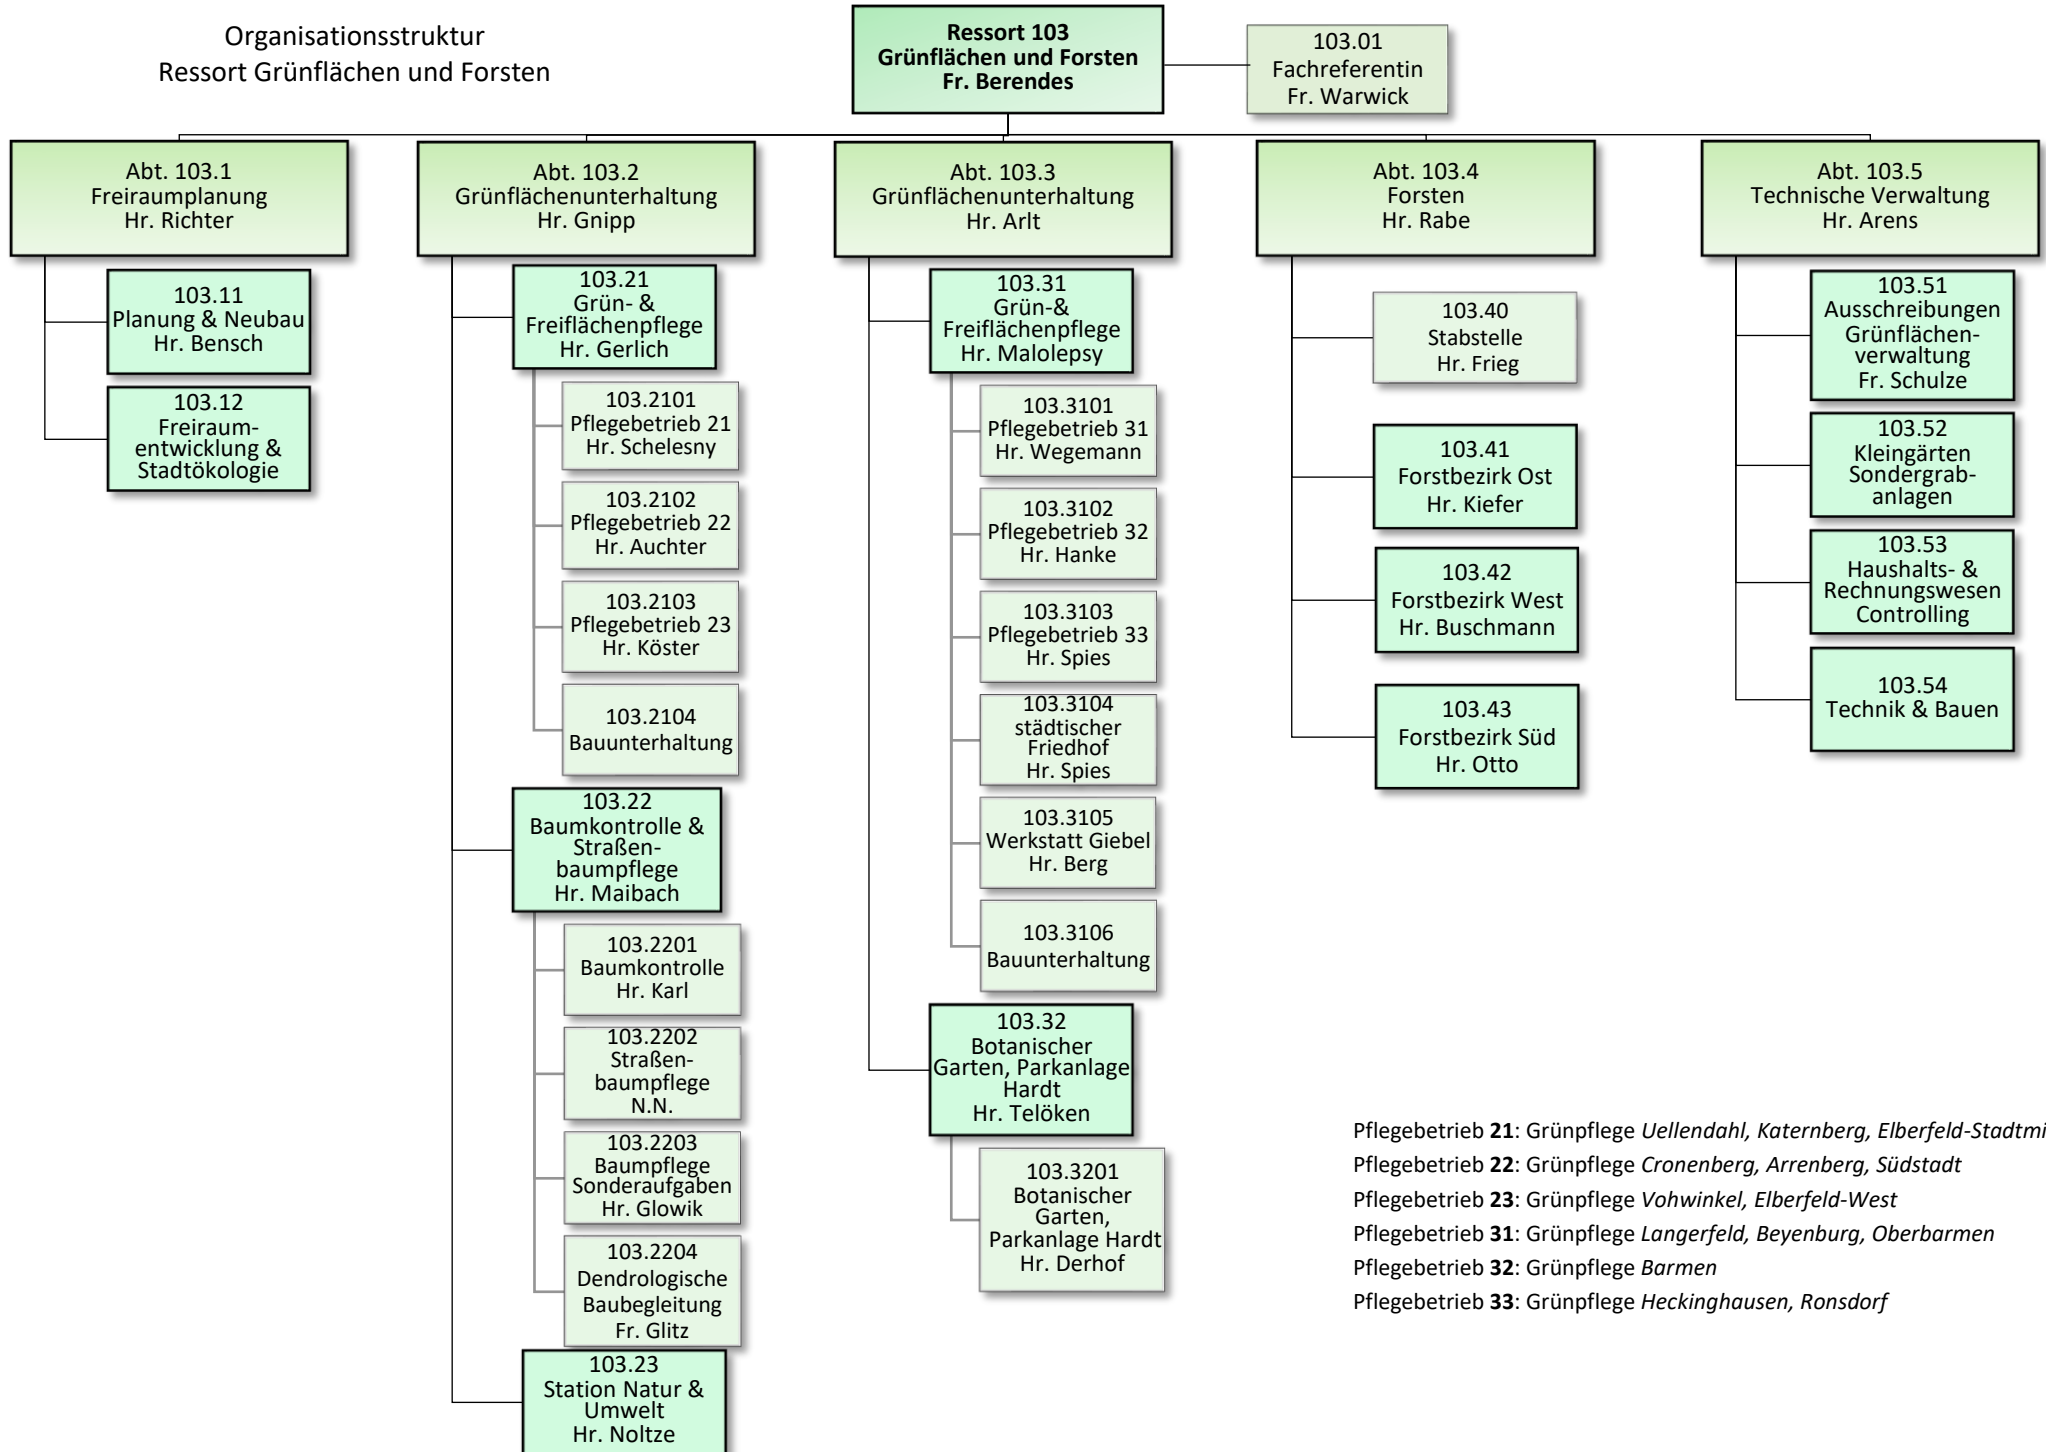 Organisationsstruktur
Ressort Grünflächen und Forsten
Ressort 103
Grünflächen und Forsten
Fr. Berendes
103.01
Fachreferentin
Fr. Warwick
Abt. 103.1
Freiraumplanung
Hr. Richter
103.11
Planung & Neubau
Hr. Bensch
103.12
Freiraum-
entwicklung &
Stadtökologie
Abt. 103.2
Grünflächenunterhaltung
Hr. Gnipp
103.21
Grün- &
Freiflächenpflege
Hr. Gerlich
103.2101
Pflegebetrieb 21
Hr. Schelesny
103.2102
Pflegebetrieb 22
Hr. Auchter
103.2103
Pflegebetrieb 23
Hr. Köster
103.2104
Bauunterhaltung
103.22
Baumkontrolle &
Straßen-
baumpflege
Hr. Maibach
103.2201
Baumkontrolle
Hr. Karl
103.2202
Straßen-
baumpflege
N.N.
103.2203
Baumpflege
Sonderaufgaben
Hr. Glowik
103.2204
Dendrologische
Baubegleitung
Fr. Glitz
103.23
Station Natur &
Umwelt
Hr. Noltze
Abt. 103.3
Grünflächenunterhaltung
Hr. Arlt
103.31
Grün-&
Freiflächenpflege
Hr. Malolepsy
103.3101
Pflegebetrieb 31
Hr. Wegemann
103.3102
Pflegebetrieb 32
Hr. Hanke
103.3103
Pflegebetrieb 33
Hr. Spies
103.3104
städtischer
Friedhof
Hr. Spies
103.3105
Werkstatt Giebel
Hr. Berg
103.3106
Bauunterhaltung
103.32
Botanischer
Garten, Parkanlage
Hardt
Hr. Telöken
103.3201
Botanischer
Garten,
Parkanlage Hardt
Hr. Derhof
Abt. 103.4
Forsten
Hr. Rabe
103.40
Stabstelle
Hr. Frieg
103.41
Forstbezirk Ost
Hr. Kiefer
103.42
Forstbezirk West
Hr. Buschmann
103.43
Forstbezirk Süd
Hr. Otto
Abt. 103.5
Technische Verwaltung
Hr. Arens
103.51
Ausschreibungen
Grünflächen-
verwaltung
Fr. Schulze
103.52
Kleingärten
Sondergrab-
anlagen
103.53
Haushalts- &
Rechnungswesen
Controlling
103.54
Technik & Bauen
Pflegebetrieb 21: Grünpflege Uellendahl, Katernberg, Elberfeld-Stadtmi
Pflegebetrieb 22: Grünpflege Cronenberg, Arrenberg, Südstadt
Pflegebetrieb 23: Grünpflege Vohwinkel, Elberfeld-West
Pflegebetrieb 31: Grünpflege Langerfeld, Beyenburg, Oberbarmen
Pflegebetrieb 32: Grünpflege Barmen
Pflegebetrieb 33: Grünpflege Heckinghausen, Ronsdorf